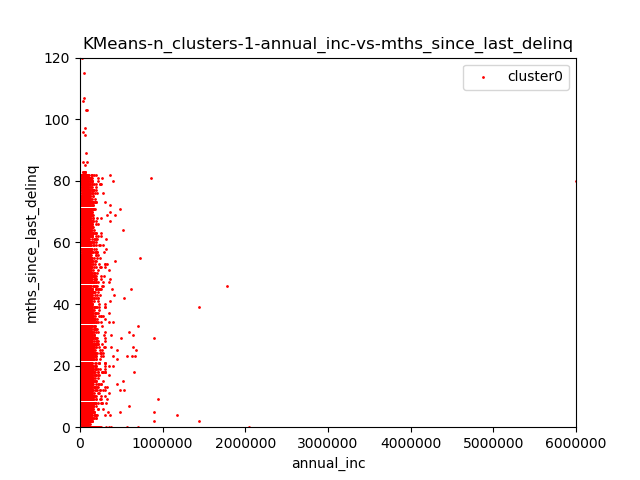 KMeans-n_clusters-1-annual_inc-vs-mths_since_last_delinq
cluster0
120
100
80
60
40
20
0
mths_since_last_delinq
0 1000000 2000000 3000000 4000000 5000000 6000000
annual_inc